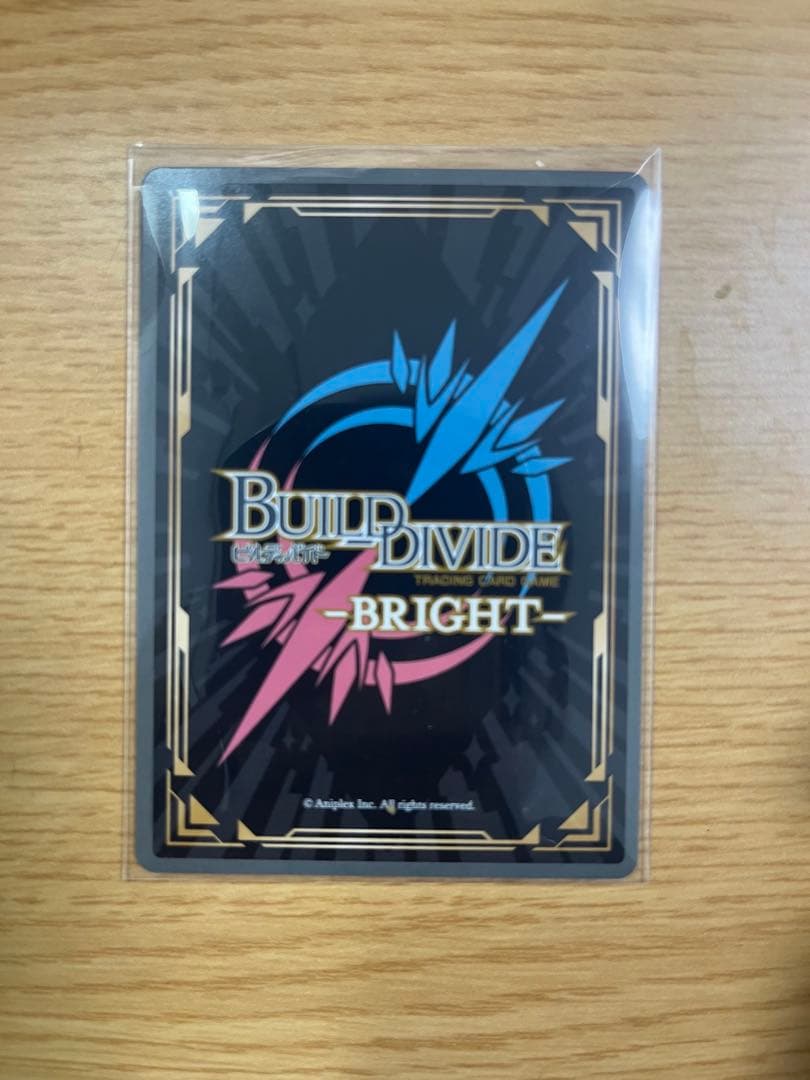 BUILD DIVIDE
ビルディバイド
TRADING CARD GAME
-BRIGHT-
© Aniplex Inc. All rights reserved.